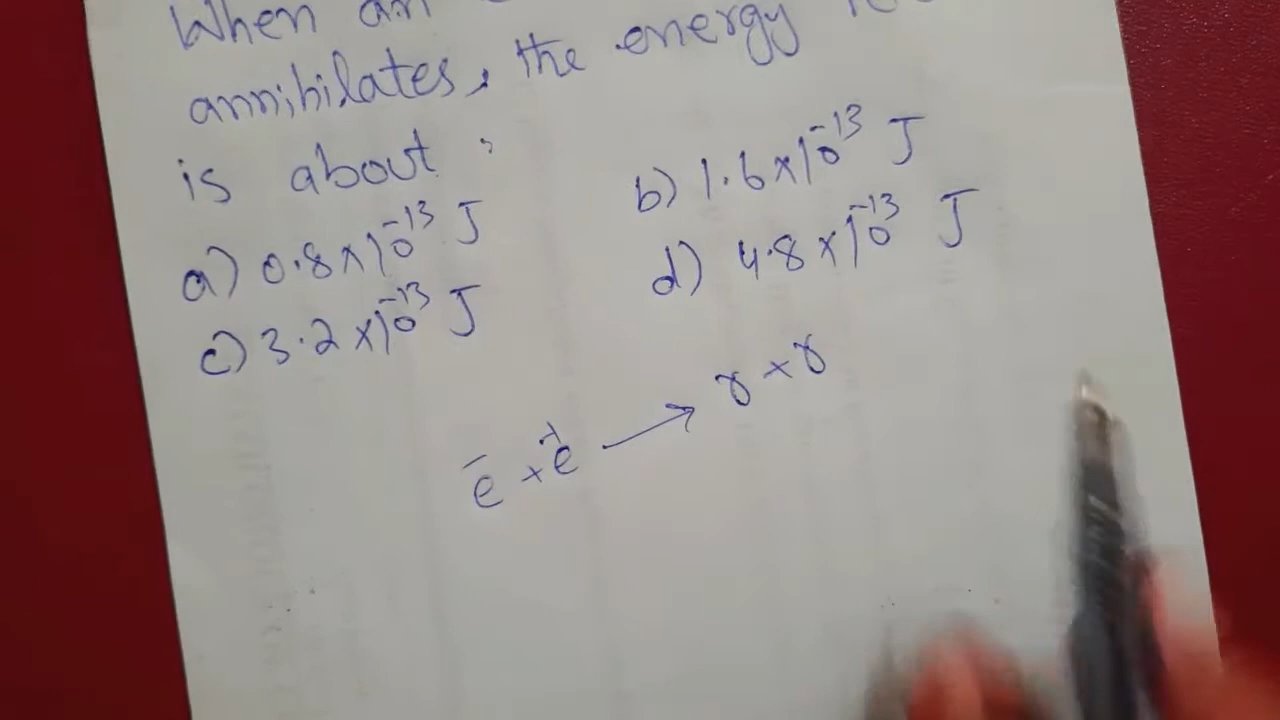 When an
annihilates, the energy
is about :
a) 0.8×10⁻¹³ J
b) 1.6×10⁻¹³ J
c) 3.2×10⁻¹³ J
d) 4.8×10⁻¹³ J
e⁻ + e⁺ → γ + γ